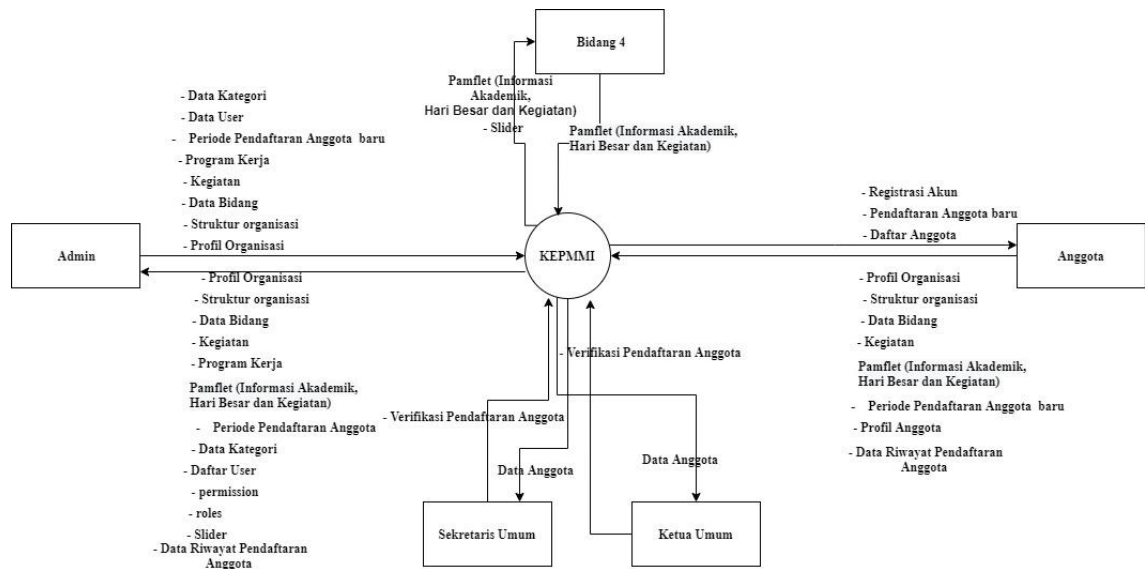 Bidang 4
Pamflet (Informasi
Akademik,
Hari Besar dan Kegiatan)
- Slider
Pamflet (Informasi Akademik,
Hari Besar dan Kegiatan)
- Data Kategori
- Data User
- Periode Pendaftaran Anggota baru
- Program Kerja
- Kegiatan
- Data Bidang
- Struktur organisasi
- Profil Organisasi
Admin
KEPMMI
- Registrasi Akun
- Pendaftaran Anggota baru
- Daftar Anggota
Anggota
- Profil Organisasi
- Struktur organisasi
- Data Bidang
- Kegiatan
- Program Kerja
Pamflet (Informasi Akademik,
Hari Besar dan Kegiatan)
- Periode Pendaftaran Anggota
- Data Kategori
- Daftar User
- permission
- roles
- Slider
- Data Riwayat Pendaftaran
Anggota
- Verifikasi Pendaftaran Anggota
- Verifikasi Pendaftaran Anggota
Data Anggota
Data Anggota
Sekretaris Umum
Ketua Umum
- Profil Organisasi
- Struktur organisasi
- Data Bidang
- Kegiatan
Pamflet (Informasi Akademik,
Hari Besar dan Kegiatan)
- Periode Pendaftaran Anggota baru
- Profil Anggota
- Data Riwayat Pendaftaran
Anggota